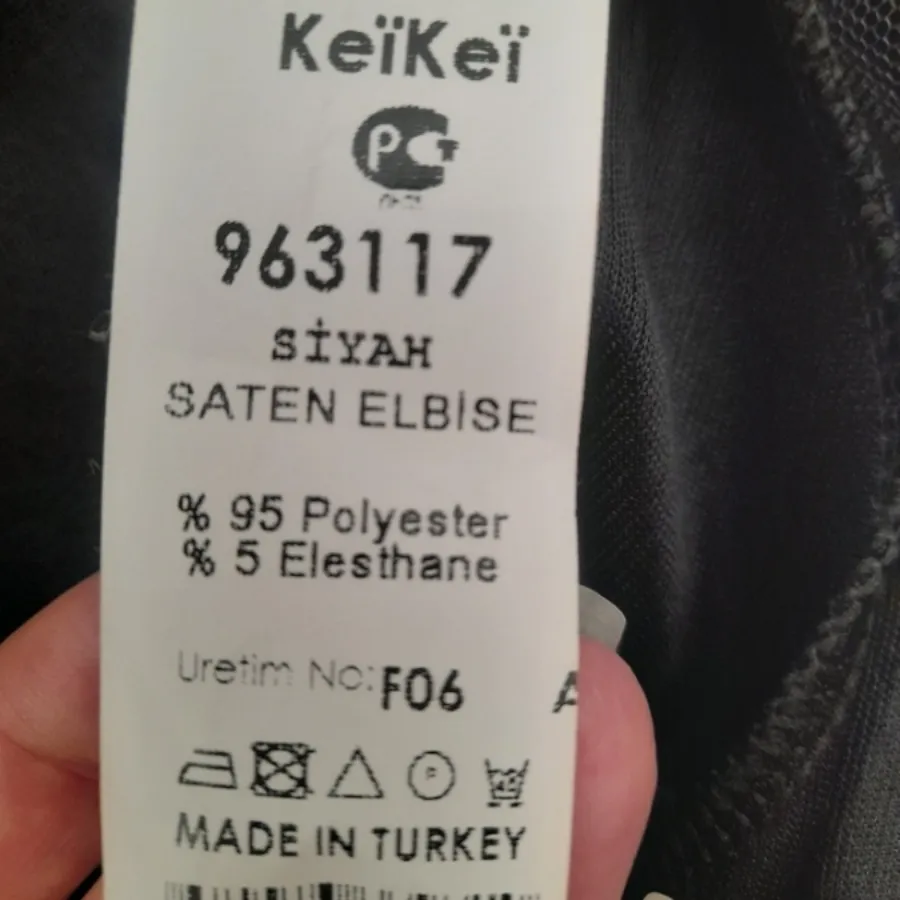 KeïKeï
PCT
963117
SİYAH
SATEN ELBİSE
% 95 Polyester
% 5 Elesthane
Uretim No: F06 A
P
MADE IN TURKEY